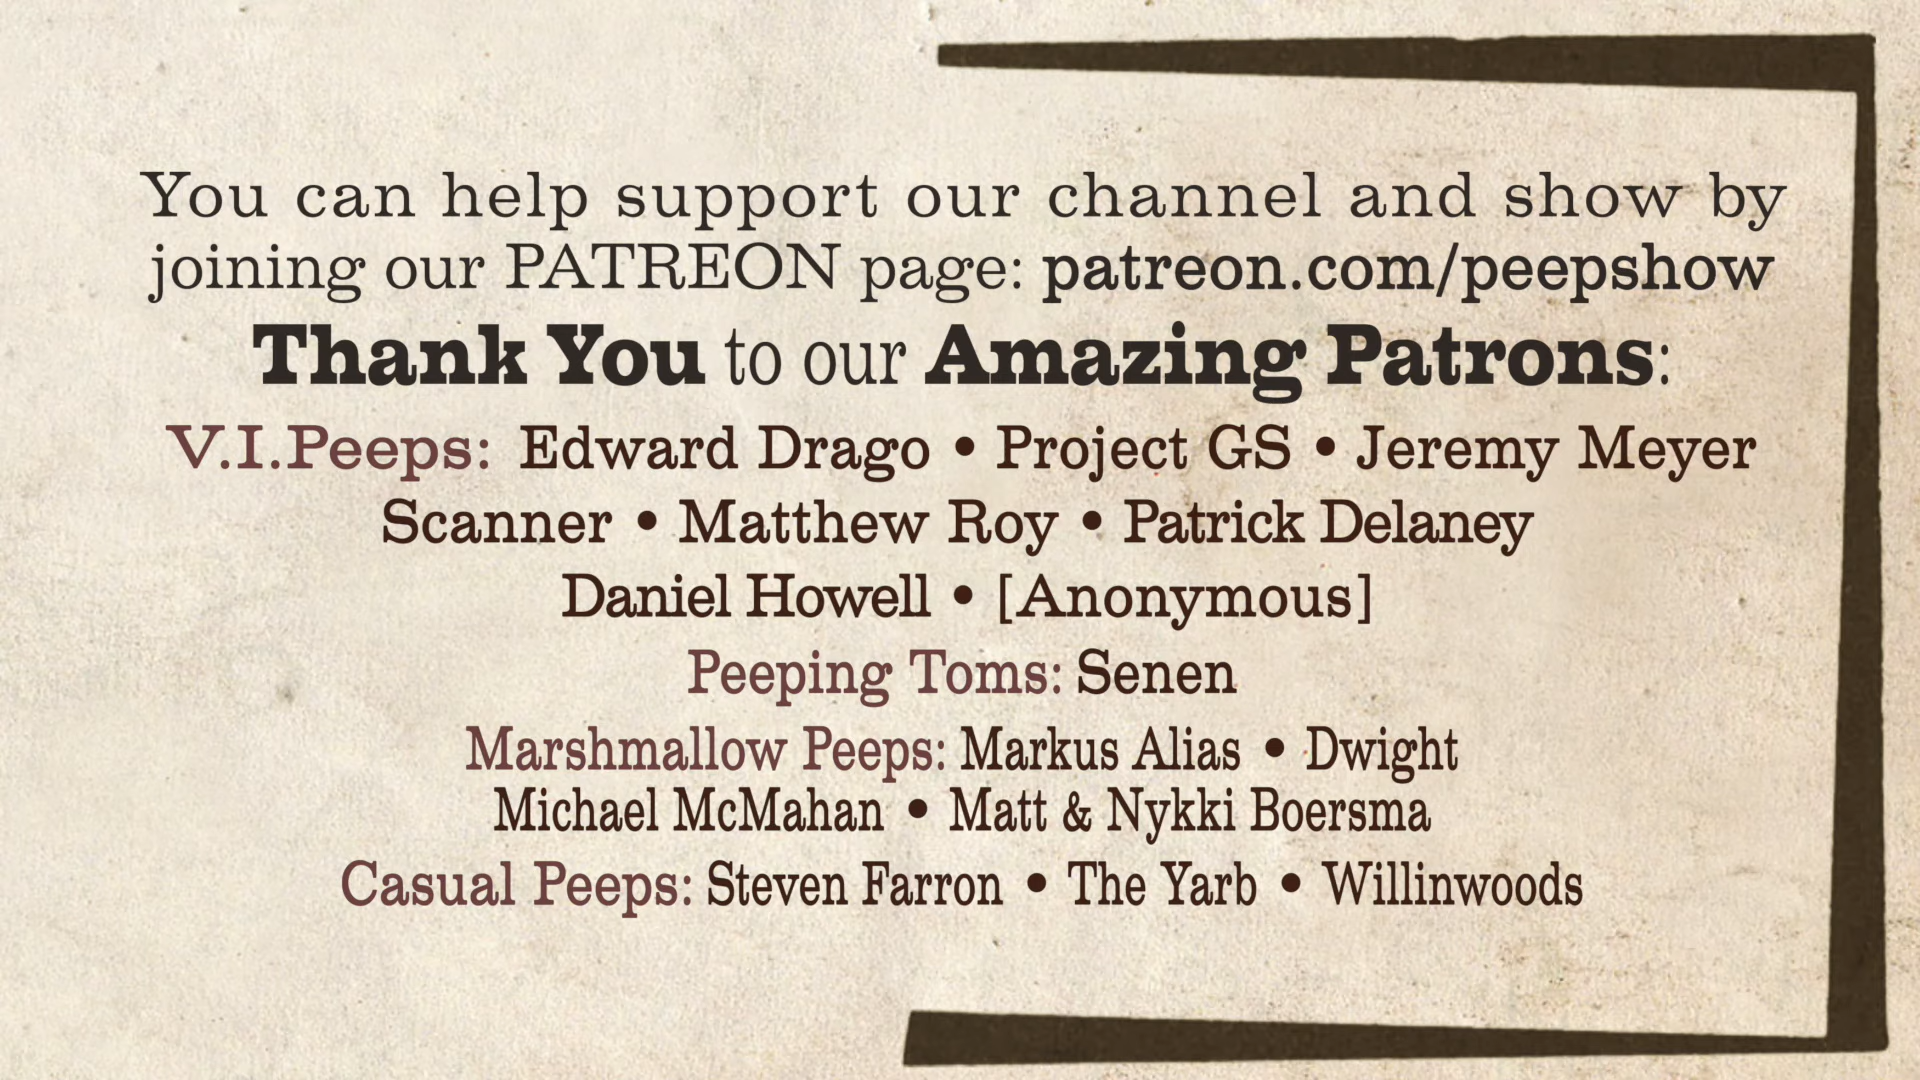 You can help support our channel and show by
joining our PATREON page: patreon.com/peepshow
Thank You to our Amazing Patrons:
V.I.Peeps: Edward Drago • Project GS • Jeremy Meyer
Scanner • Matthew Roy • Patrick Delaney
Daniel Howell • [Anonymous]
Peeping Toms: Senen
Marshmallow Peeps: Markus Alias • Dwight
Michael McMahan • Matt & Nykki Boersma
Casual Peeps: Steven Farron • The Yarb • Willinwoods